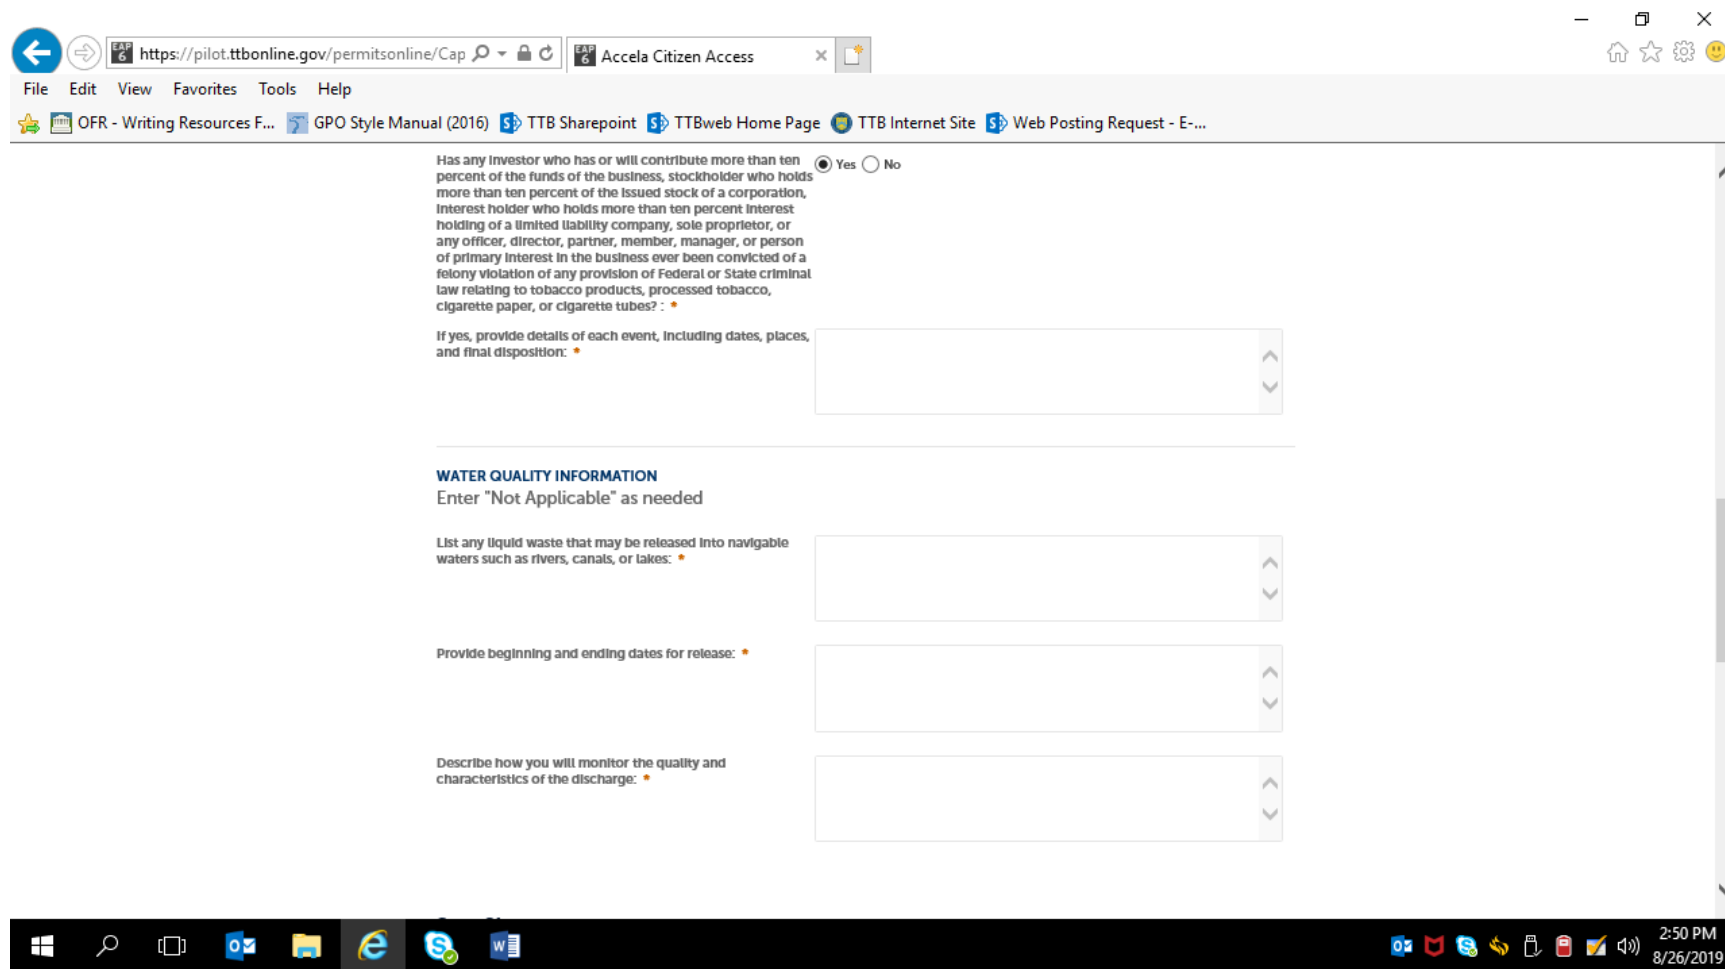 EAP 6 https://pilot.ttbonline.gov/permitsonline/Cap
EAP 6 Accela Citizen Access
File Edit View Favorites Tools Help
OFR - Writing Resources F... GPO Style Manual (2016) TTB Sharepoint TTBweb Home Page TTB Internet Site Web Posting Request - E-...
Has any investor who has or will contribute more than ten
percent of the funds of the business, stockholder who holds
more than ten percent of the issued stock of a corporation,
interest holder who holds more than ten percent interest
holding of a limited liability company, sole proprietor, or
any officer, director, partner, member, manager, or person
of primary interest in the business ever been convicted of a
felony violation of any provision of Federal or State criminal
law relating to tobacco products, processed tobacco,
cigarette paper, or cigarette tubes? : *
Yes No
If yes, provide details of each event, including dates, places,
and final disposition: *
WATER QUALITY INFORMATION
Enter "Not Applicable" as needed
List any liquid waste that may be released into navigable
waters such as rivers, canals, or lakes: *
Provide beginning and ending dates for release: *
Describe how you will monitor the quality and
characteristics of the discharge: *
2:50 PM
8/26/2019